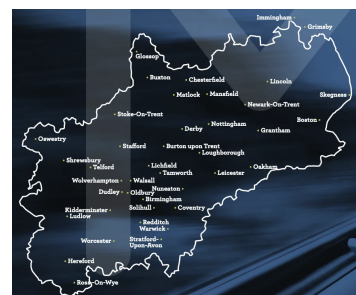 Immingham
Grimsby
Glossop
Buxton
Chesterfield
Lincoln
Matlock
Mansfield
Skegness
Newark-On-Trent
Stoke-On-Trent
Boston
Nottingham
Derby
Grantham
Oswestry
Stafford
Burton upon Trent
Loughborough
Shrewsbury
Telford
Lichfield
Oakham
Tamworth
Leicester
Wolverhampton
Walsall
Nuneaton
Dudley
Oldbury
Birmingham
Kidderminster
Solihull
Coventry
Ludlow
Redditch
Warwick
Worcester
Stratford-
Upon-Avon
Hereford
Ross-On-Wye